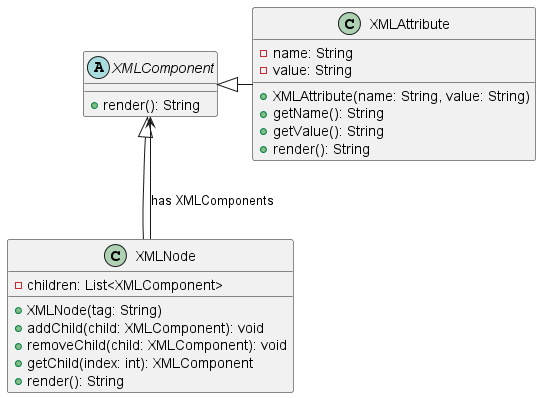 C XMLAttribute
name: String
value: String
XMLAttribute(name: String, value: String)
getName(): String
getValue(): String
render(): String
A XMLComponent
render(): String
has XMLComponents
C XMLNode
children: List<XMLComponent>
XMLNode(tag: String)
addChild(child: XMLComponent): void
removeChild(child: XMLComponent): void
getChild(index: int): XMLComponent
render(): String